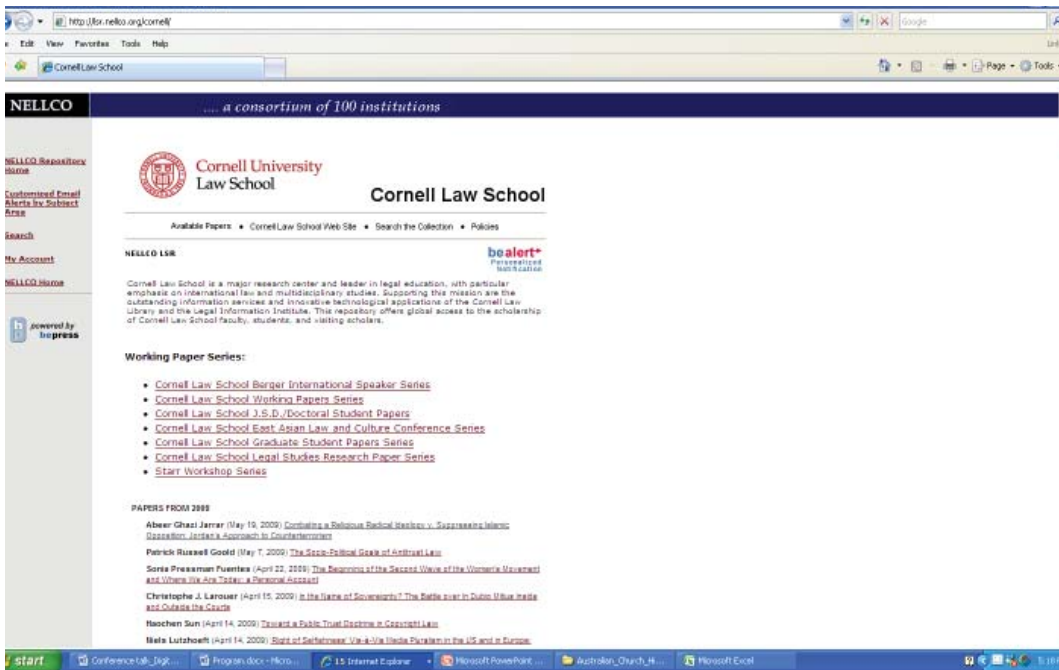 http://lsr.nellco.org/cornell/
Google
Edit View Favorites Tools Help
Cornell Law School
Page
Tools
NELLCO
.... a consortium of 100 institutions
NELLCO Repository
Home
Customized Email
Alerts by Subject
Area
Search
My Account
NELLCO Home
powered by
bepress
Cornell University
Law School
Cornell Law School
Available Papers • Cornell Law School Web Site • Search the Collection • Policies
NELLCO LSR
bealert+
Personalized
Notification
Cornell Law School is a major research center and leader in legal education, with particular
emphasis on international law and multidisciplinary studies. Supporting this mission are the
outstanding information services and innovative technological applications of the Cornell Law
Library and the Legal Information Institute. This repository offers global access to the scholarship
of Cornell Law School faculty, students, and visiting scholars.
Working Paper Series:
• Cornell Law School Berger International Speaker Series
• Cornell Law School Working Papers Series
• Cornell Law School J.S.D./Doctoral Student Papers
• Cornell Law School East Asian Law and Culture Conference Series
• Cornell Law School Graduate Student Papers Series
• Cornell Law School Legal Studies Research Paper Series
• Starr Workshop Series
PAPERS FROM 2009
Abeer Ghazi Jarrar (May 19, 2009) Combating a Religious Radical Ideology v. Suppressing Islamic
Opposition: Jordan's Approach to Counterterrorism
Patrick Russell Goold (May 7, 2009) The Socio-Political Goals of Antitrust Law
Sonia Pressman Fuentes (April 22, 2009) The Beginning of the Second Wave of the Women's Movement
and Where We Are Today: a Personal Account
Christophe J. Larouer (April 15, 2009) In the Name of Sovereignty? The Battle over In Dubio Mitius Inside
and Outside the Courts
Haochen Sun (April 14, 2009) Toward a Public Trust Doctrine in Copyright Law
Niels Lutzhoeft (April 14, 2009) 'Right of Selfishness' Vis-à-Vis Media Pluralism in the US and in Europe:
start
Conference talk_Digit...
Program.docx - Micro...
15 Internet Explorer
Microsoft PowerPoint ...
Australian_Church_H...
Microsoft Excel